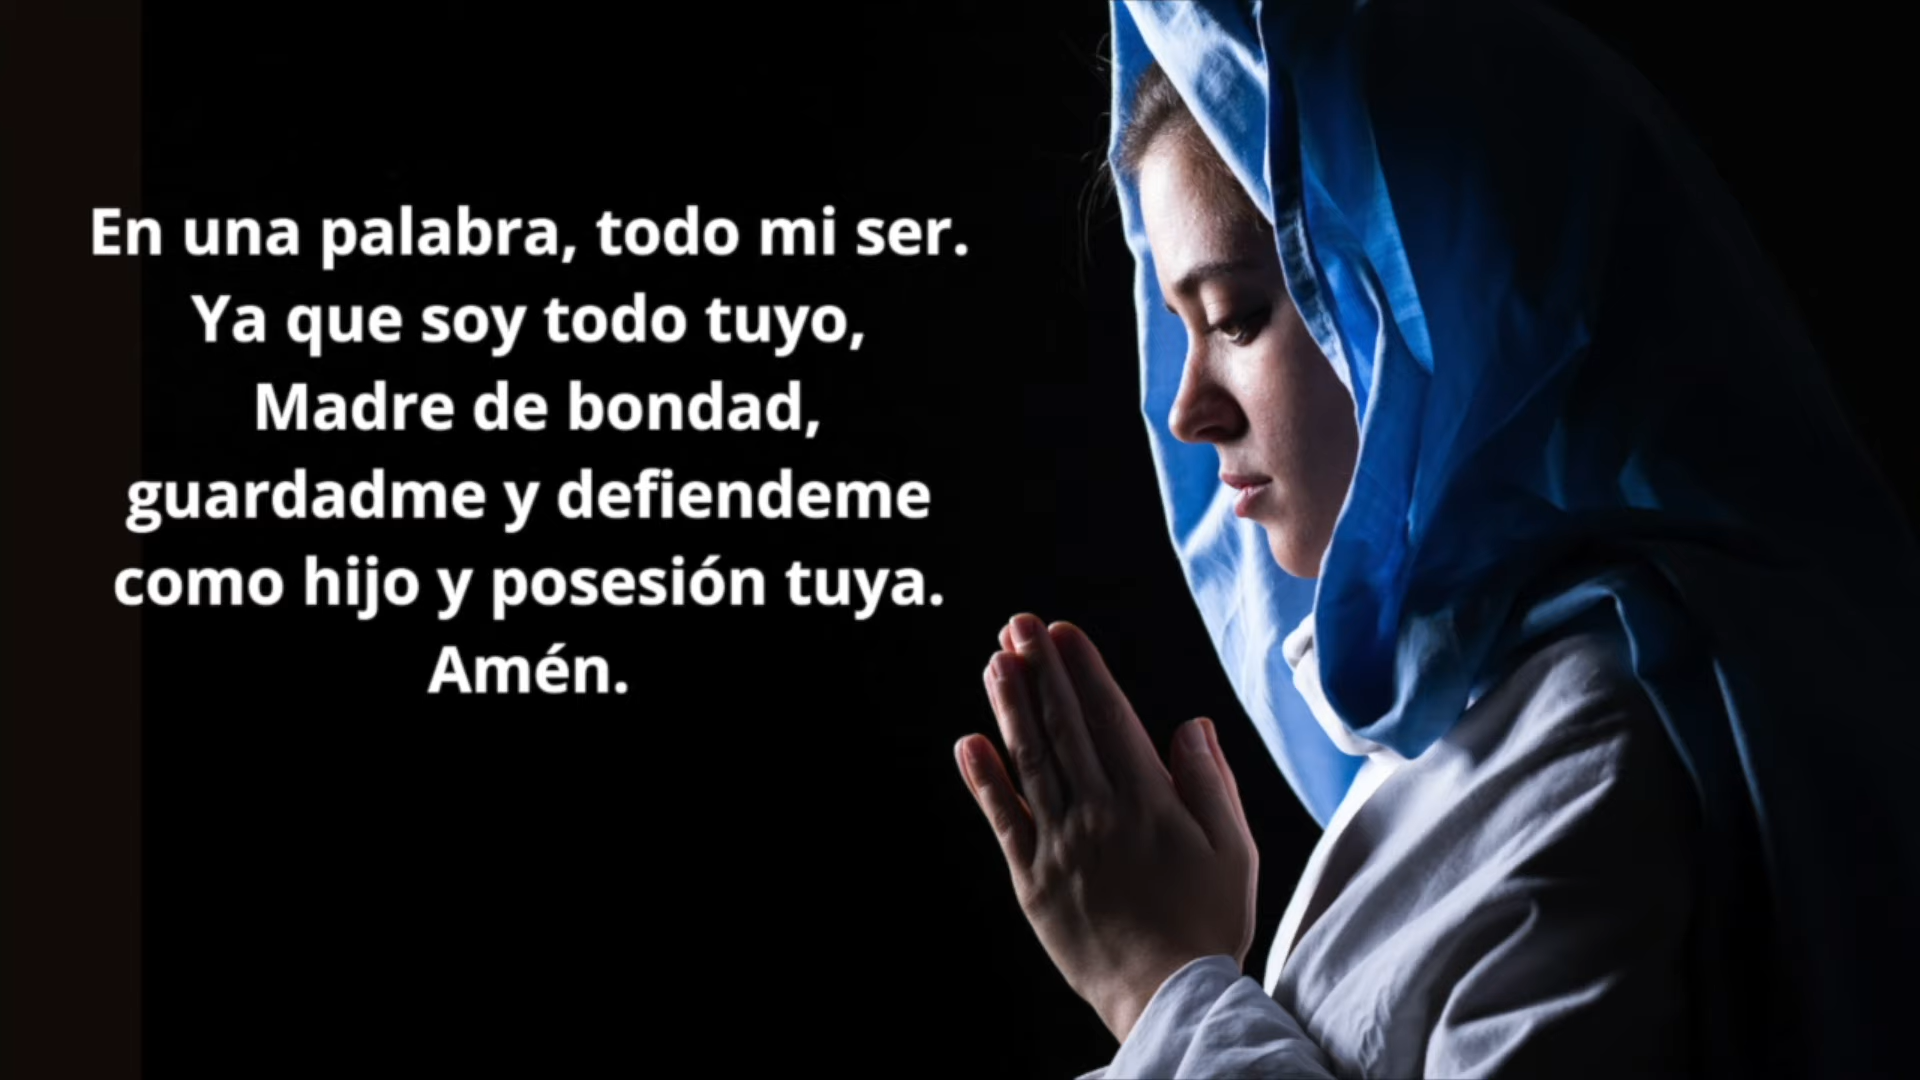 En una palabra, todo mi ser.
Ya que soy todo tuyo,
Madre de bondad,
guardadme y defiendeme
como hijo y posesión tuya.
Amén.